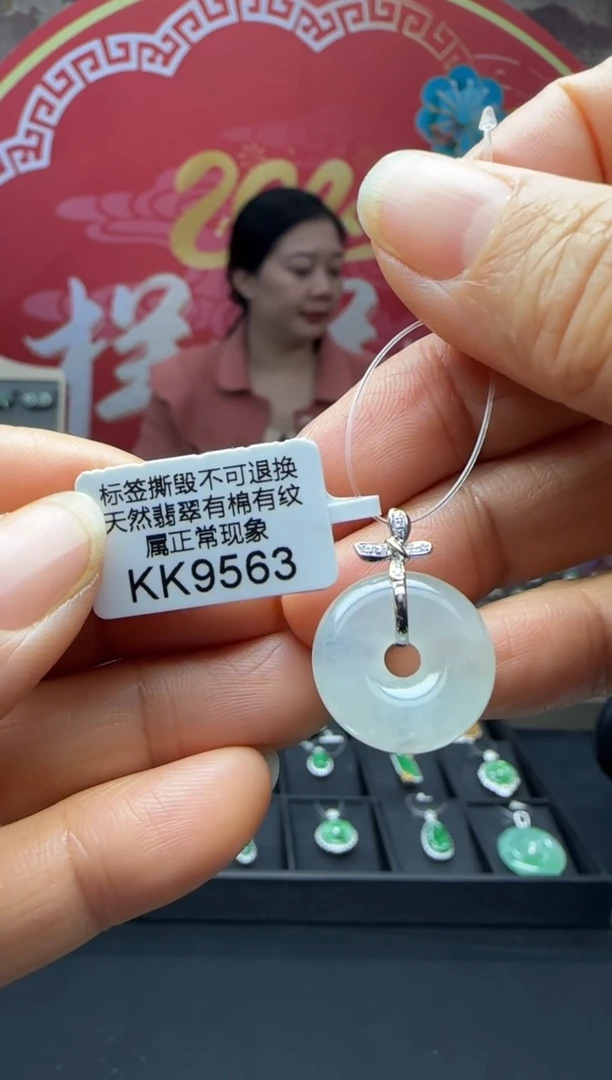 标签撕毁不可退换
天然翡翠有棉有纹
属正常现象
KK9563